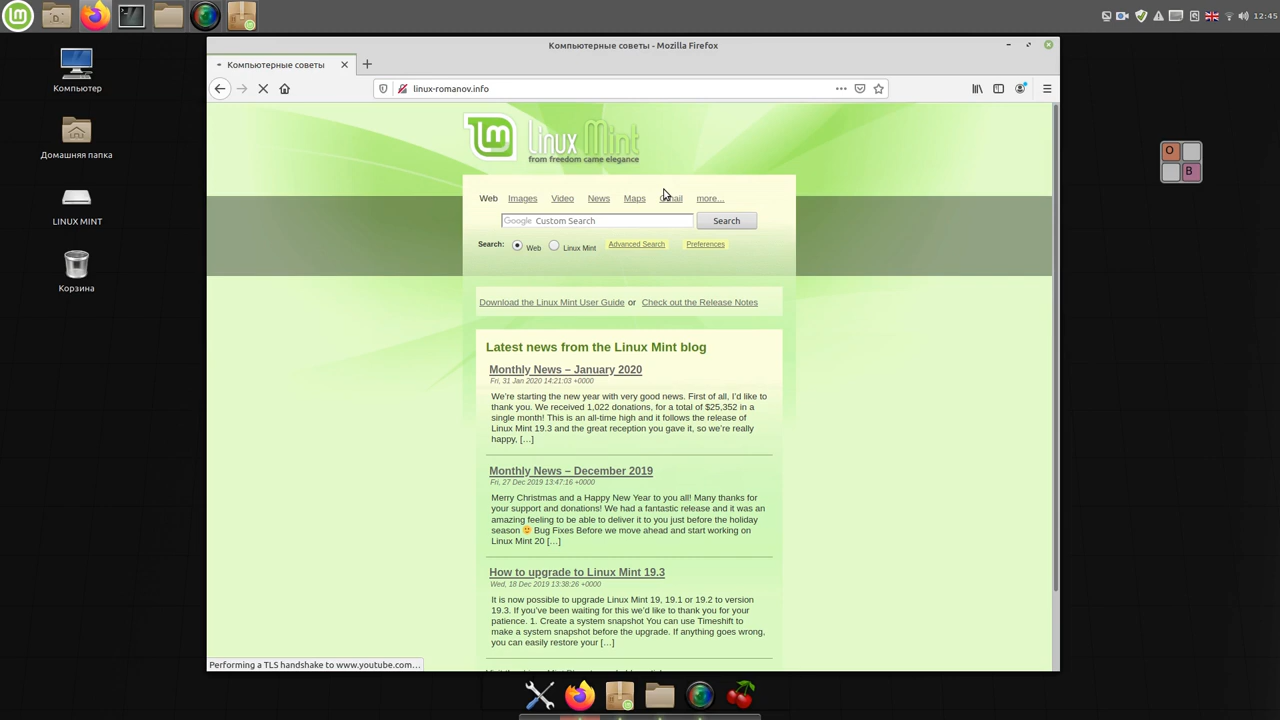 12:45
Компьютер
Домашняя папка
LINUX MINT
Корзина
Компьютерные советы - Mozilla Firefox
Компьютерные советы
linux-romanov.info
Linux Mint
from freedom came elegance
Web Images Video News Maps more...
Google Custom Search Search
Search: Web Linux Mint Advanced Search Preferences
Download the Linux Mint User Guide or Check out the Release Notes
Latest news from the Linux Mint blog
Monthly News – January 2020
Fri, 31 Jan 2020 14:21:03 +0000
We're starting the new year with very good news. First of all, I'd like to
thank you. We received 1,022 donations, for a total of $25,352 in a
single month! This is an all-time high and it follows the release of
Linux Mint 19.3 and the great reception you gave it, so we're really
happy, […]
Monthly News – December 2019
Fri, 27 Dec 2019 13:47:16 +0000
Merry Christmas and a Happy New Year to you all! Many thanks for
your support and donations! We had a fantastic release and it was an
amazing feeling to be able to deliver it to you just before the holiday
season 🙂 Bug Fixes Before we move ahead and start working on
Linux Mint 20 […]
How to upgrade to Linux Mint 19.3
Wed, 18 Dec 2019 13:38:26 +0000
It is now possible to upgrade Linux Mint 19, 19.1 or 19.2 to version
19.3. If you've been waiting for this we'd like to thank you for your
patience. 1. Create a system snapshot You can use Timeshift to
make a system snapshot before the upgrade. If anything goes wrong,
you can easily restore your […]
Performing a TLS handshake to www.youtube.com…
O
B